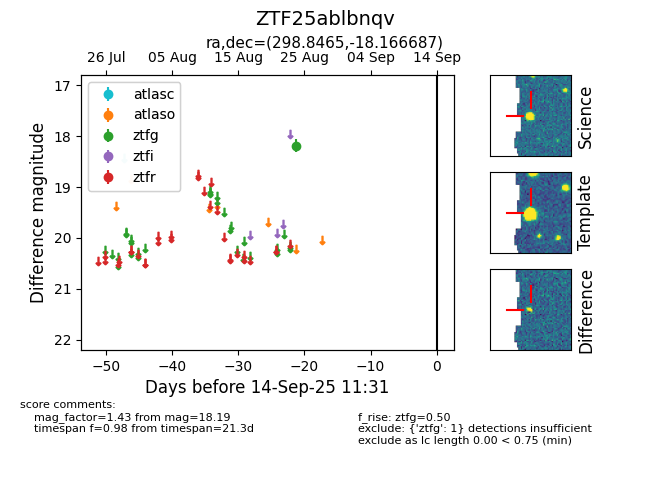 ZTF25ablbnqv
ra,dec=(298.8465,-18.166687)
26 Jul 05 Aug 15 Aug 25 Aug 04 Sep 14 Sep
17
18
19
20
21
22
Difference magnitude
atlasc
atlaso
ztfg
ztfi
ztfr
Science
Template
Difference
−50 −40 −30 −20 −10 0
Days before 14-Sep-25 11:31
score comments:
mag_factor=1.43 from mag=18.19
timespan f=0.98 from timespan=21.3d
f_rise: ztfg=0.50
exclude: {'ztfg': 1} detections insufficient
exclude as lc length 0.00 < 0.75 (min)